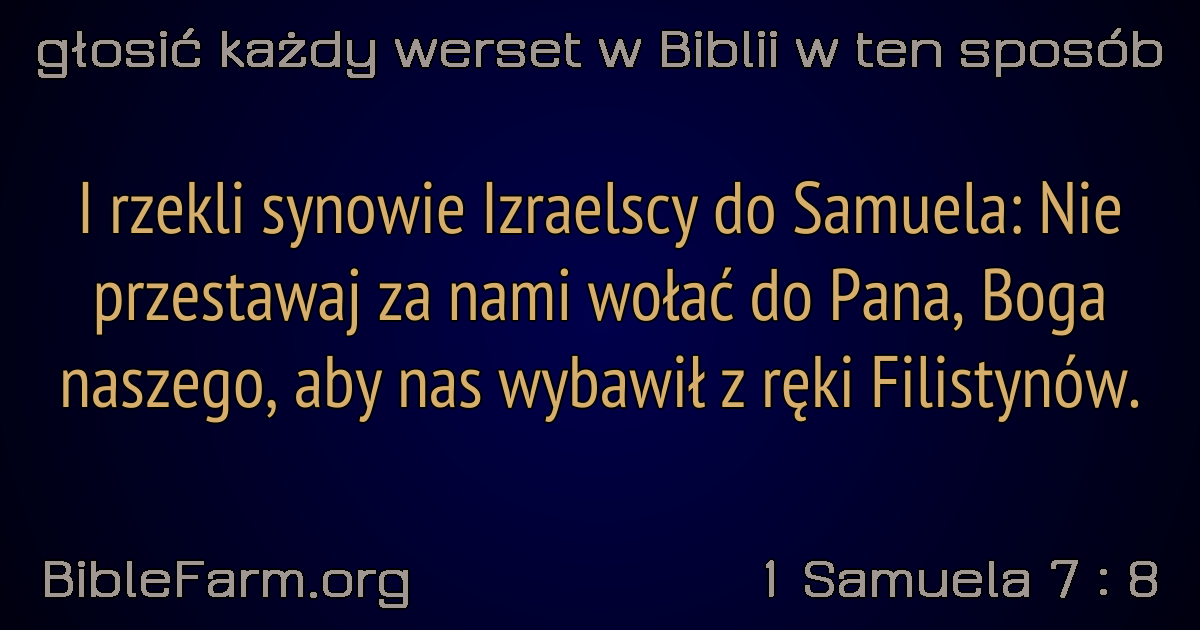 głosić każdy werset w Biblii w ten sposób
I rzekli synowie Izraelscy do Samuela: Nie
przestawaj za nami wołać do Pana, Boga
naszego, aby nas wybawił z ręki Filistynów.
BibleFarm.org
1 Samuela 7 : 8